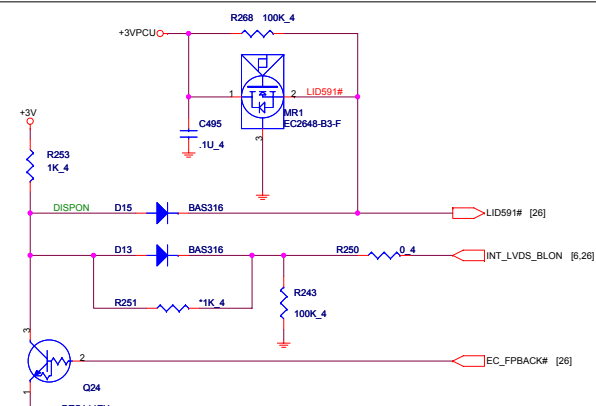 R268 100K_4
+3VPCU
1
2
LID591#
MR1
EC2648-B3-F
C495
.1U_4
3
+3V
R253
1K_4
DISPON
D15
BAS316
LID591# [26]
D13
BAS316
R250
0_4
INT_LVDS_BLON [6,26]
R251
*1K_4
R243
100K_4
3
2
EC_FPBACK# [26]
Q24
1